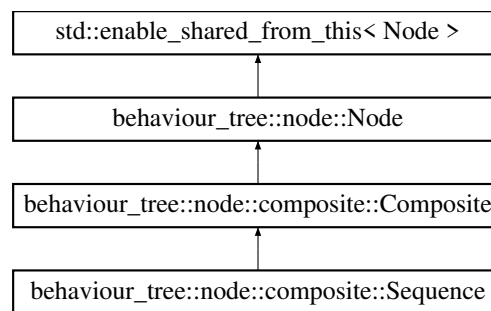 std::enable_shared_from_this< Node >
behaviour_tree::node::Node
behaviour_tree::node::composite::Composite
behaviour_tree::node::composite::Sequence